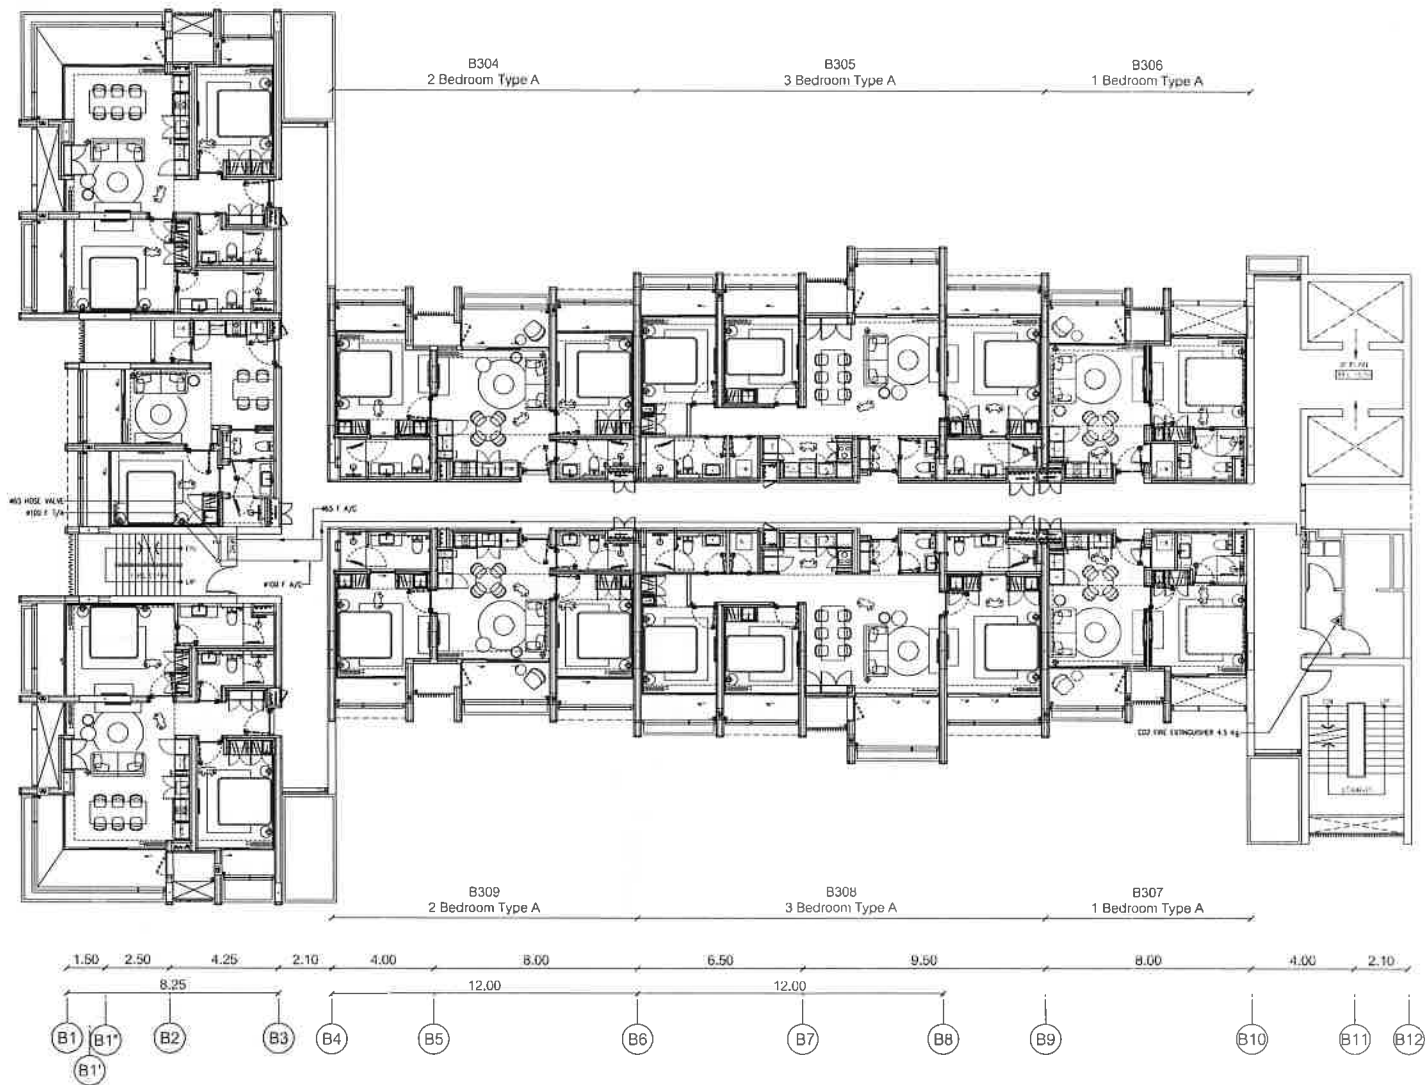 B304
2 Bedroom Type A
B305
3 Bedroom Type A
B306
1 Bedroom Type A
#65 HOSE VALVE
#65 F A/C
#100 F A/C
CO2 FIRE EXTINGUISHER 4.5 Kg
B309
2 Bedroom Type A
B308
3 Bedroom Type A
B307
1 Bedroom Type A
1.50 2.50 4.25 2.10 4.00 8.00 6.50 9.50 8.00 4.00 2.10
8.25 12.00 12.00
B1 B1" B2 B3 B4 B5 B6 B7 B8 B9 B10 B11 B12
B1'